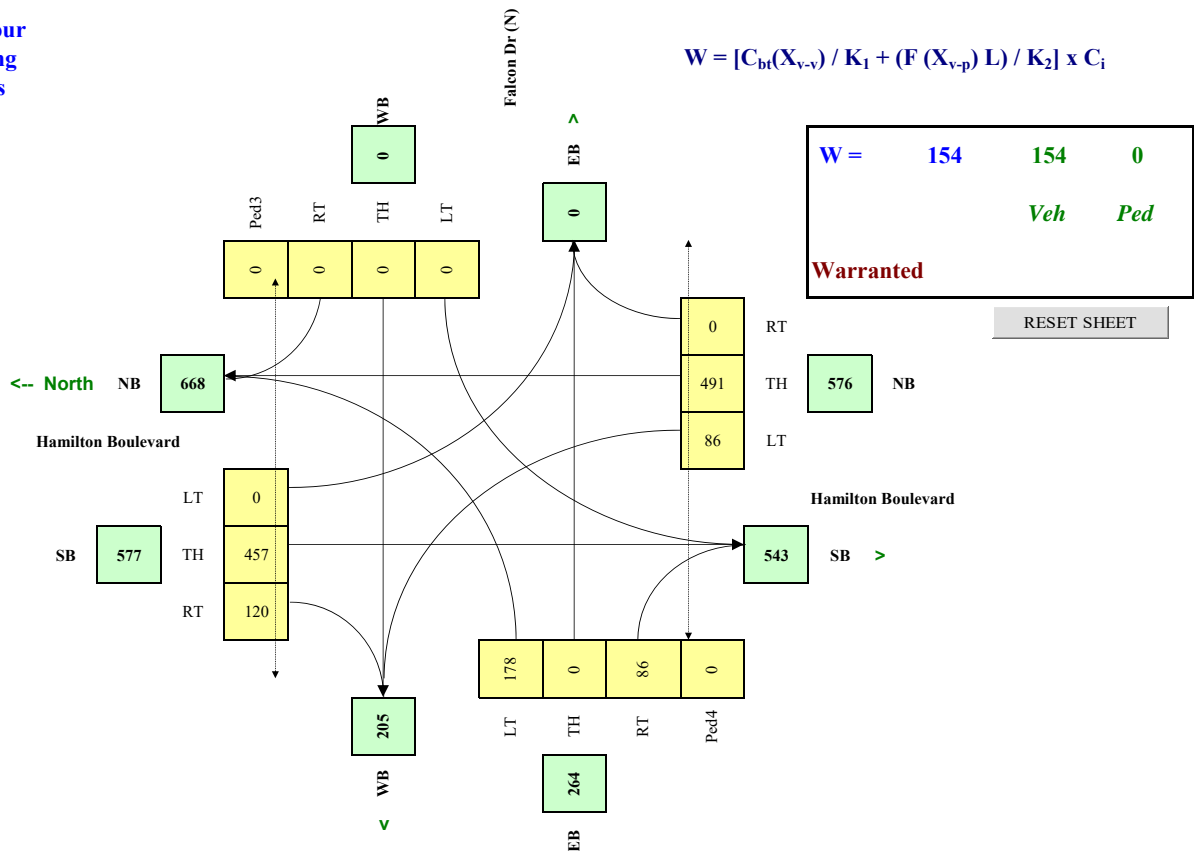 Falcon Dr (N)
W = [Cbt(Xv-v) / K1 + (F (Xv-p) L) / K2] x Ci
WB
^
0
EB
W = 154 154 0
Veh Ped
Warranted
RESET SHEET
Ped3 RT TH LT
0
0 0 0 0
0 RT
<-- North NB 668
491 TH 576 NB
86 LT
Hamilton Boulevard
LT 0
Hamilton Boulevard
SB 577 TH 457
543 SB >
RT 120
178 0 86 0
LT TH RT Ped4
205
WB
264
v
EB